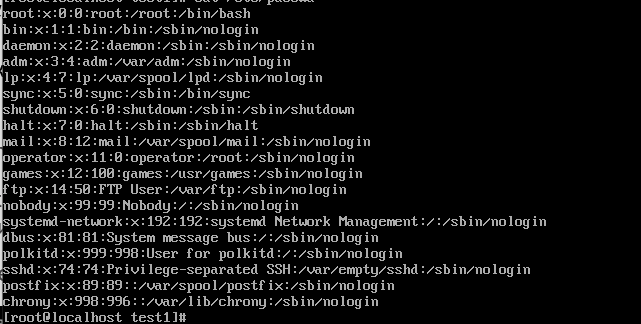 root:x:0:0:root:/root:/bin/bash
bin:x:1:1:bin:/bin:/sbin/nologin
daemon:x:2:2:daemon:/sbin:/sbin/nologin
adm:x:3:4:adm:/var/adm:/sbin/nologin
lp:x:4:7:lp:/var/spool/lpd:/sbin/nologin
sync:x:5:0:sync:/sbin:/bin/sync
shutdown:x:6:0:shutdown:/sbin:/sbin/shutdown
halt:x:7:0:halt:/sbin:/sbin/halt
mail:x:8:12:mail:/var/spool/mail:/sbin/nologin
operator:x:11:0:operator:/root:/sbin/nologin
games:x:12:100:games:/usr/games:/sbin/nologin
ftp:x:14:50:FTP User:/var/ftp:/sbin/nologin
nobody:x:99:99:Nobody:/:/sbin/nologin
systemd-network:x:192:192:systemd Network Management:/:/sbin/nologin
dbus:x:81:81:System message bus:/:/sbin/nologin
polkitd:x:999:998:User for polkitd:/:/sbin/nologin
sshd:x:74:74:Privilege-separated SSH:/var/empty/sshd:/sbin/nologin
postfix:x:89:89::/var/spool/postfix:/sbin/nologin
chrony:x:998:996::/var/lib/chrony:/sbin/nologin
[root@localhost test1]#